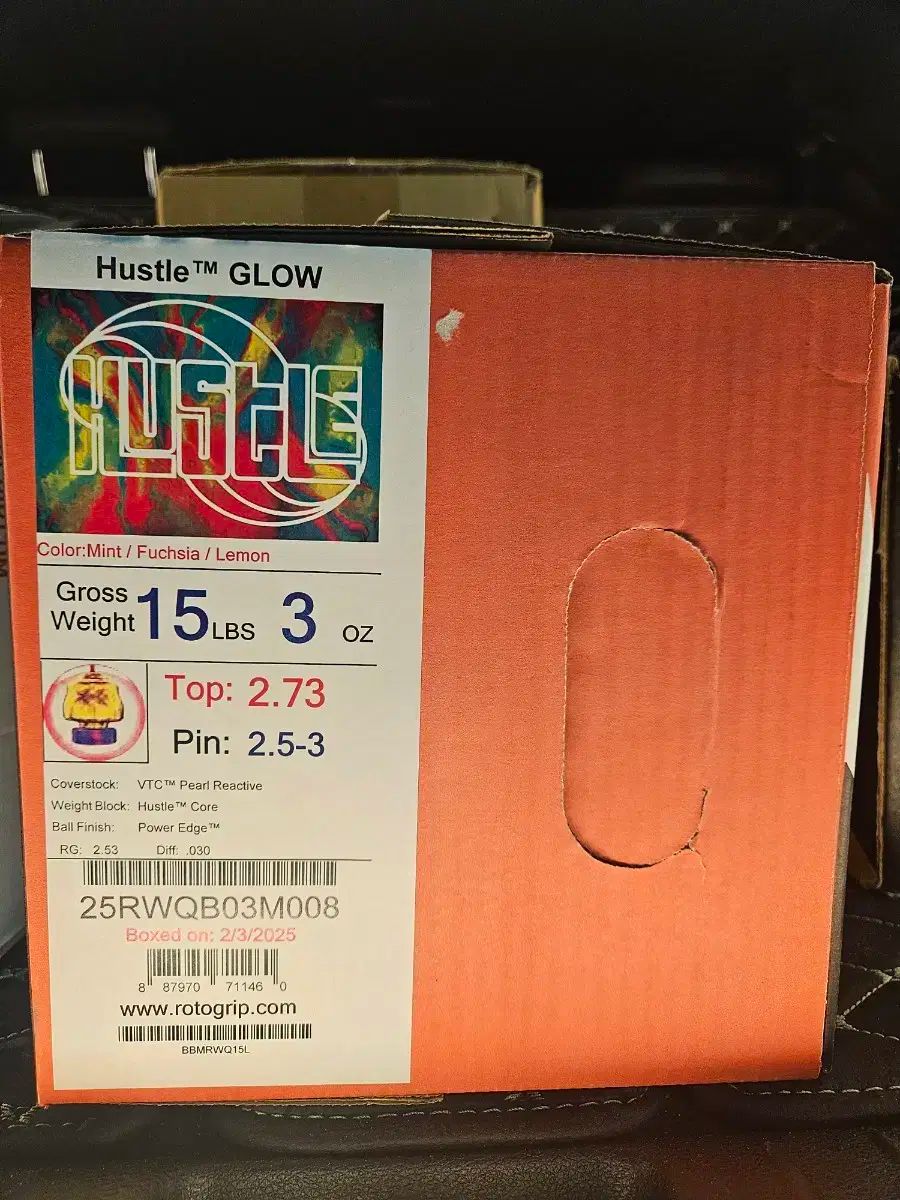 Hustle™ GLOW
HUSTLE
Color:Mint / Fuchsia / Lemon
Gross Weight 15 LBS 3 OZ
Top: 2.73
Pin: 2.5-3
Coverstock: VTC™ Pearl Reactive
Weight Block: Hustle™ Core
Ball Finish: Power Edge™
RG: 2.53 Diff: .030
25RWQB03M008
Boxed on: 2/3/2025
8 87970 71146 0
www.rotogrip.com
BBMRWQ15L